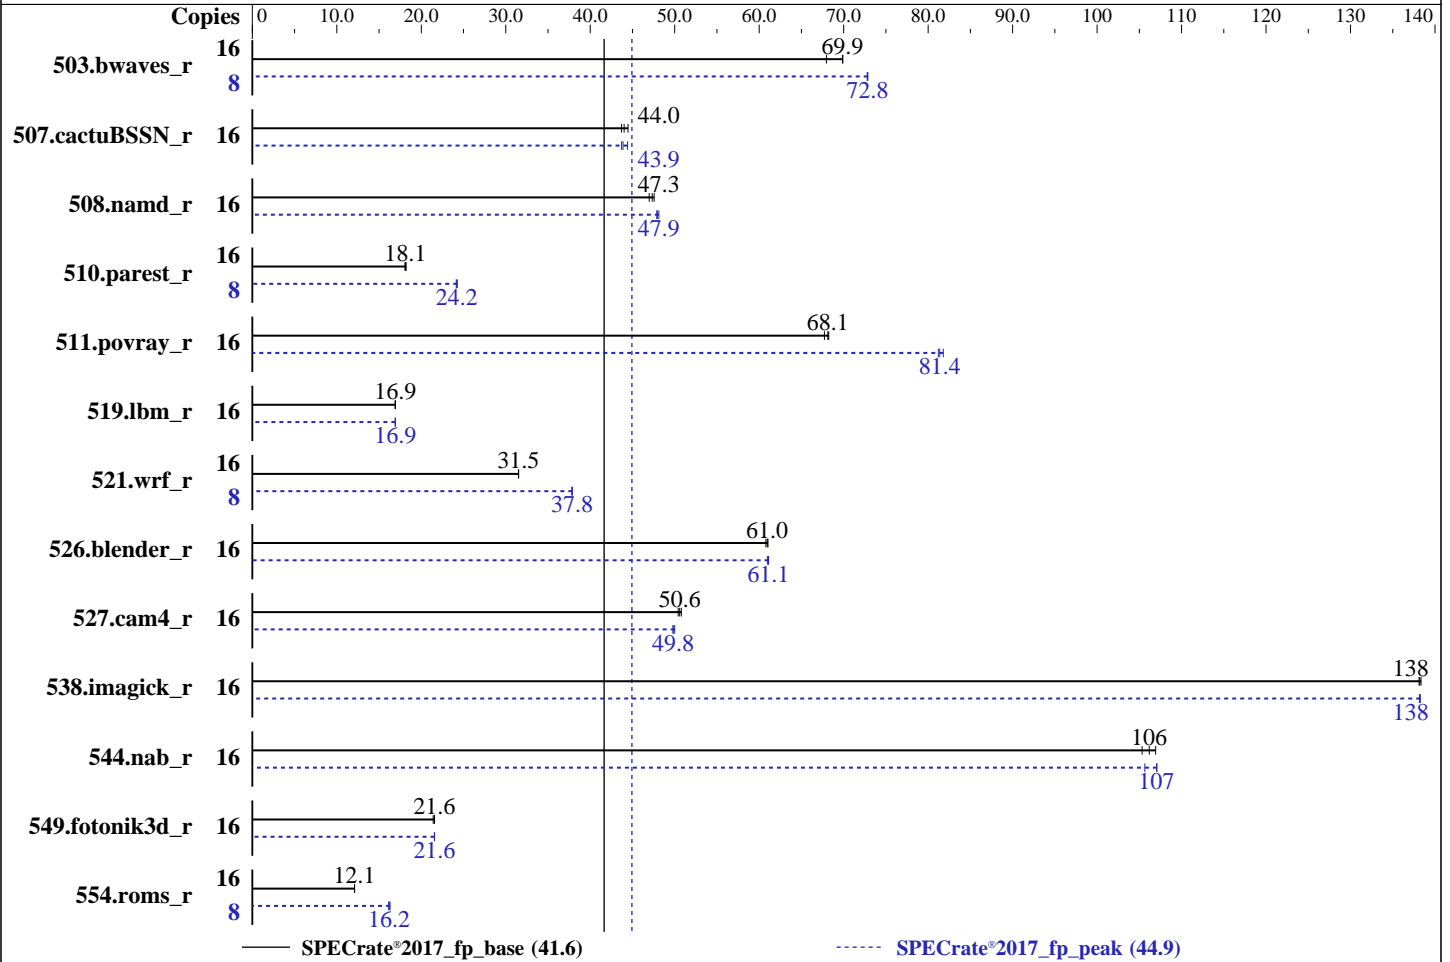 Copies 0 10.0 20.0 30.0 40.0 50.0 60.0 70.0 80.0 90.0 100 110 120 130 140
503.bwaves_r 16 69.9
8 72.8
507.cactuBSSN_r 16 44.0
43.9
508.namd_r 16 47.3
47.9
510.parest_r 16 18.1
8 24.2
511.povray_r 16 68.1
81.4
519.lbm_r 16 16.9
16.9
521.wrf_r 16 31.5
8 37.8
526.blender_r 16 61.0
61.1
527.cam4_r 16 50.6
49.8
538.imagick_r 16 138
138
544.nab_r 16 106
107
549.fotonik3d_r 16 21.6
21.6
554.roms_r 16 12.1
8 16.2
SPECrate®2017_fp_base (41.6) SPECrate®2017_fp_peak (44.9)